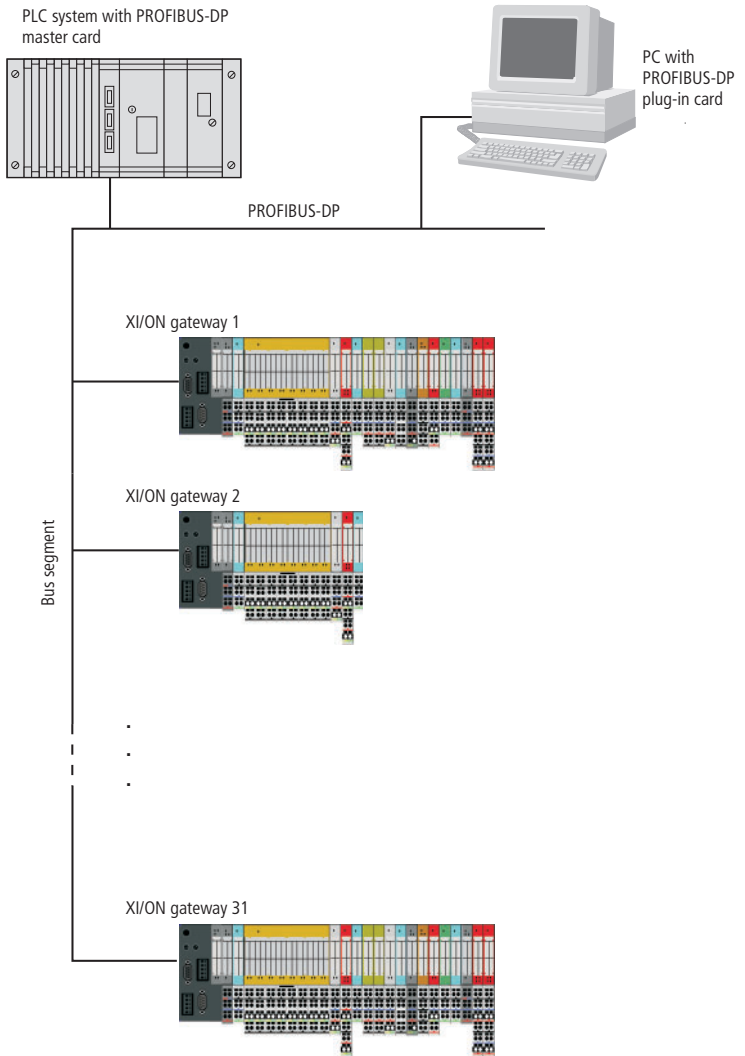 PLC system with PROFIBUS-DP
master card
PC with
PROFIBUS-DP
plug-in card
PROFIBUS-DP
XI/ON gateway 1
XI/ON gateway 2
Bus segment
XI/ON gateway 31